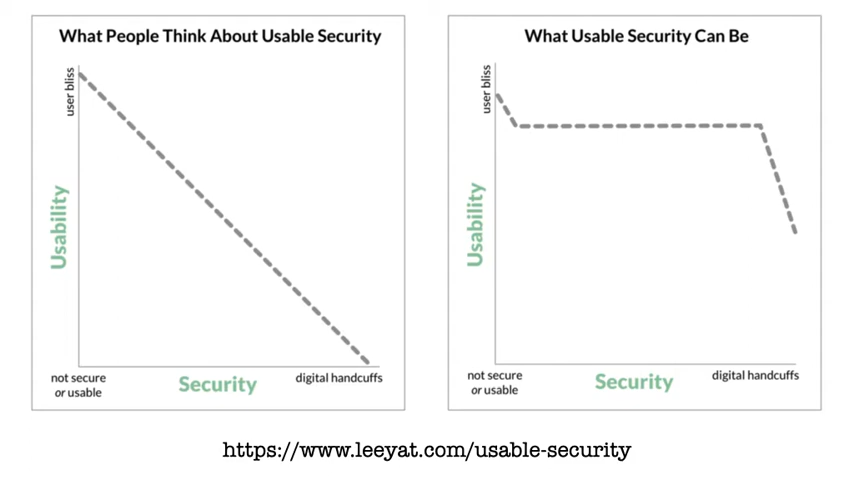 What People Think About Usable Security
user bliss
Usability
not secure
or usable
Security
digital handcuffs
What Usable Security Can Be
user bliss
Usability
not secure
or usable
Security
digital handcuffs
https://www.leeyat.com/usable-security